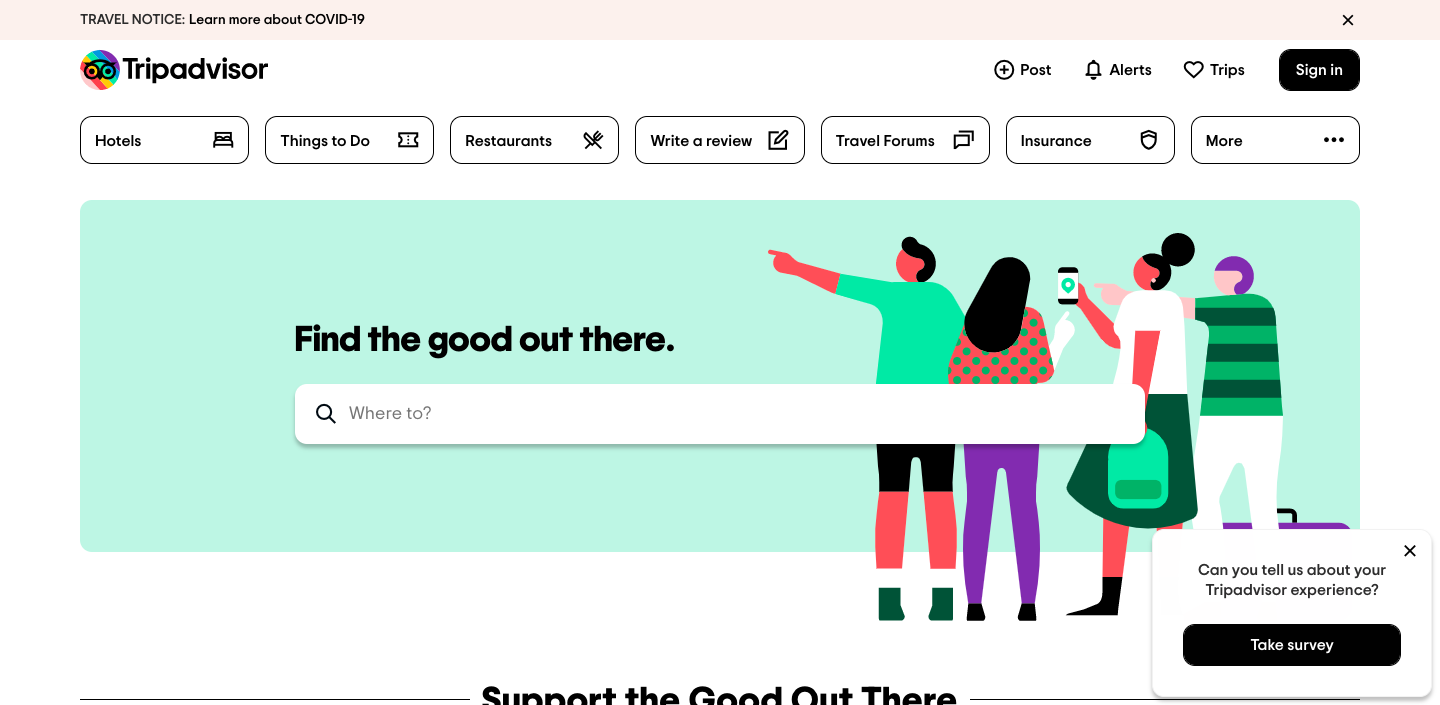 TRAVEL NOTICE: Learn more about COVID-19
Tripadvisor
Post
Alerts
Trips
Sign in
Hotels
Things to Do
Restaurants
Write a review
Travel Forums
Insurance
More
Find the good out there.
Where to?
Can you tell us about your
Tripadvisor experience?
Take survey
Support the Good Out There